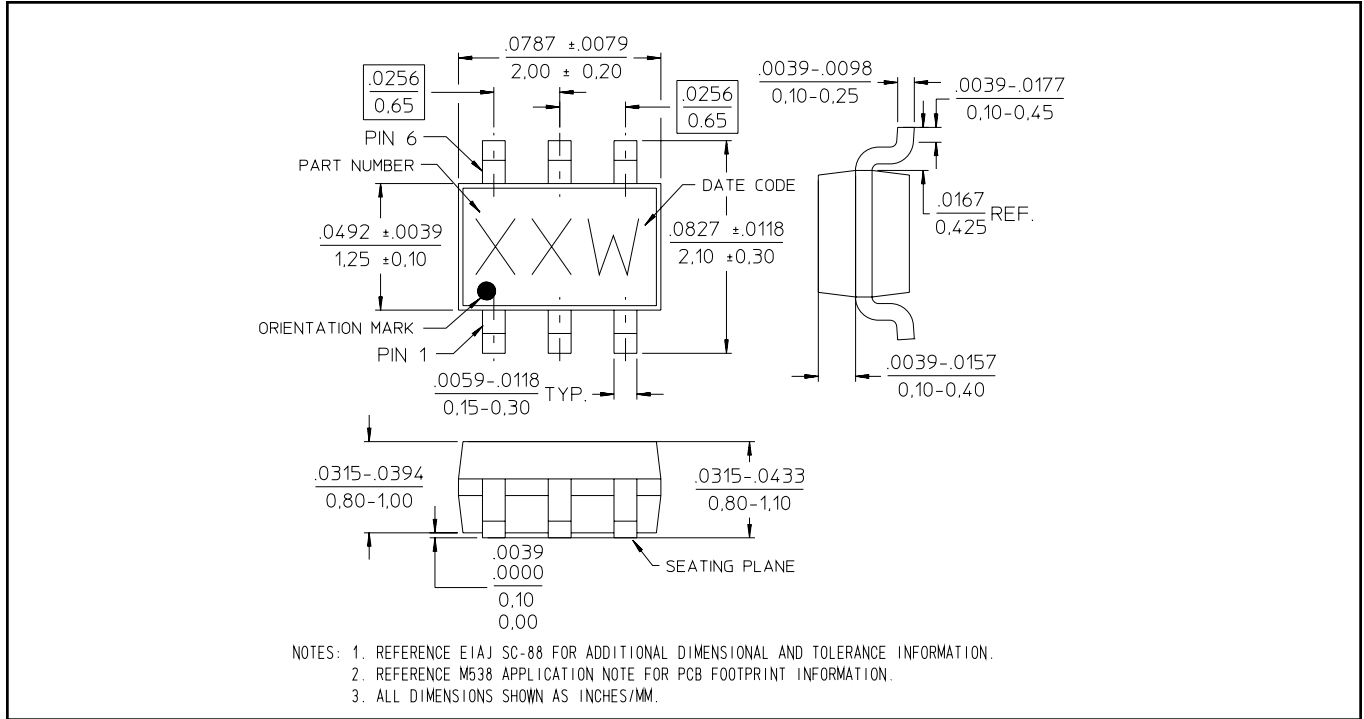 .0787 ±.0079
2,00 ± 0,20
.0256
0,65
.0256
0.65
.0039-.0098
0,10-0,25
.0039-.0177
0,10-0,45
PIN 6
PART NUMBER
DATE CODE
.0167
0,425
REF.
.0492 ±.0039
1,25 ±0,10
XXW
.0827 ±.0118
2,10 ±0,30
ORIENTATION MARK
PIN 1
.0059-.0118
0,15-0,30
TYP.
.0039-.0157
0,10-0,40
.0315-.0394
0,80-1,00
.0315-.0433
0,80-1,10
.0039
.0000
0,10
0,00
SEATING PLANE
NOTES: 1. REFERENCE EIAJ SC-88 FOR ADDITIONAL DIMENSIONAL AND TOLERANCE INFORMATION.
2. REFERENCE M538 APPLICATION NOTE FOR PCB FOOTPRINT INFORMATION.
3. ALL DIMENSIONS SHOWN AS INCHES/MM.